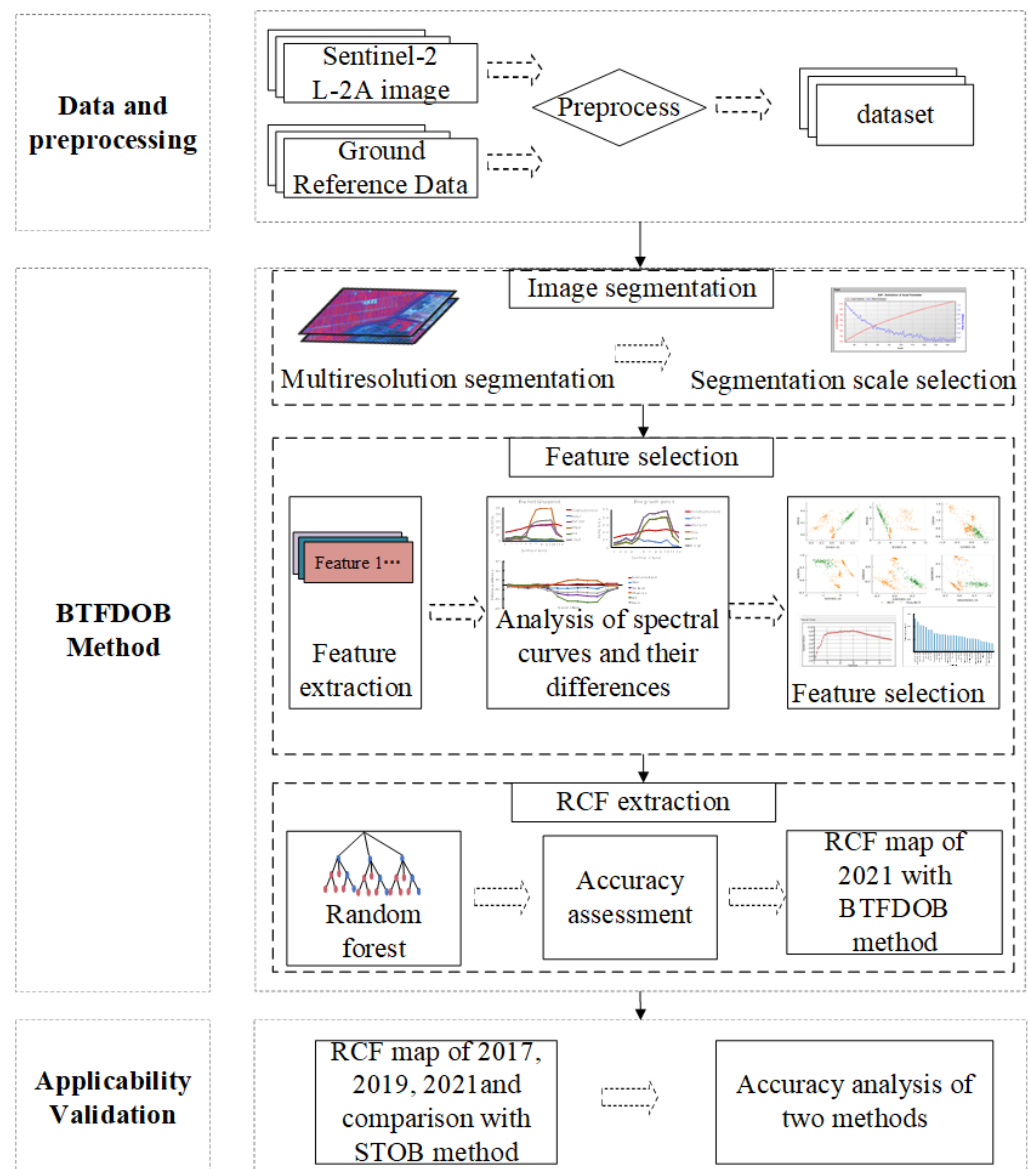 Data and
preprocessing
Sentinel-2
L-2A image
Ground
Reference Data
Preprocess
dataset
BTFDOB
Method
Image segmentation
Multiresolution segmentation
Segmentation scale selection
Feature selection
Feature 1···
Feature
extraction
Analysis of spectral
curves and their
differences
Feature selection
RCF extraction
Random
forest
Accuracy
assessment
RCF map of
2021 with
BTFDOB
method
Applicability
Validation
RCF map of 2017,
2019, 2021and
comparison with
STOB method
Accuracy analysis of
two methods